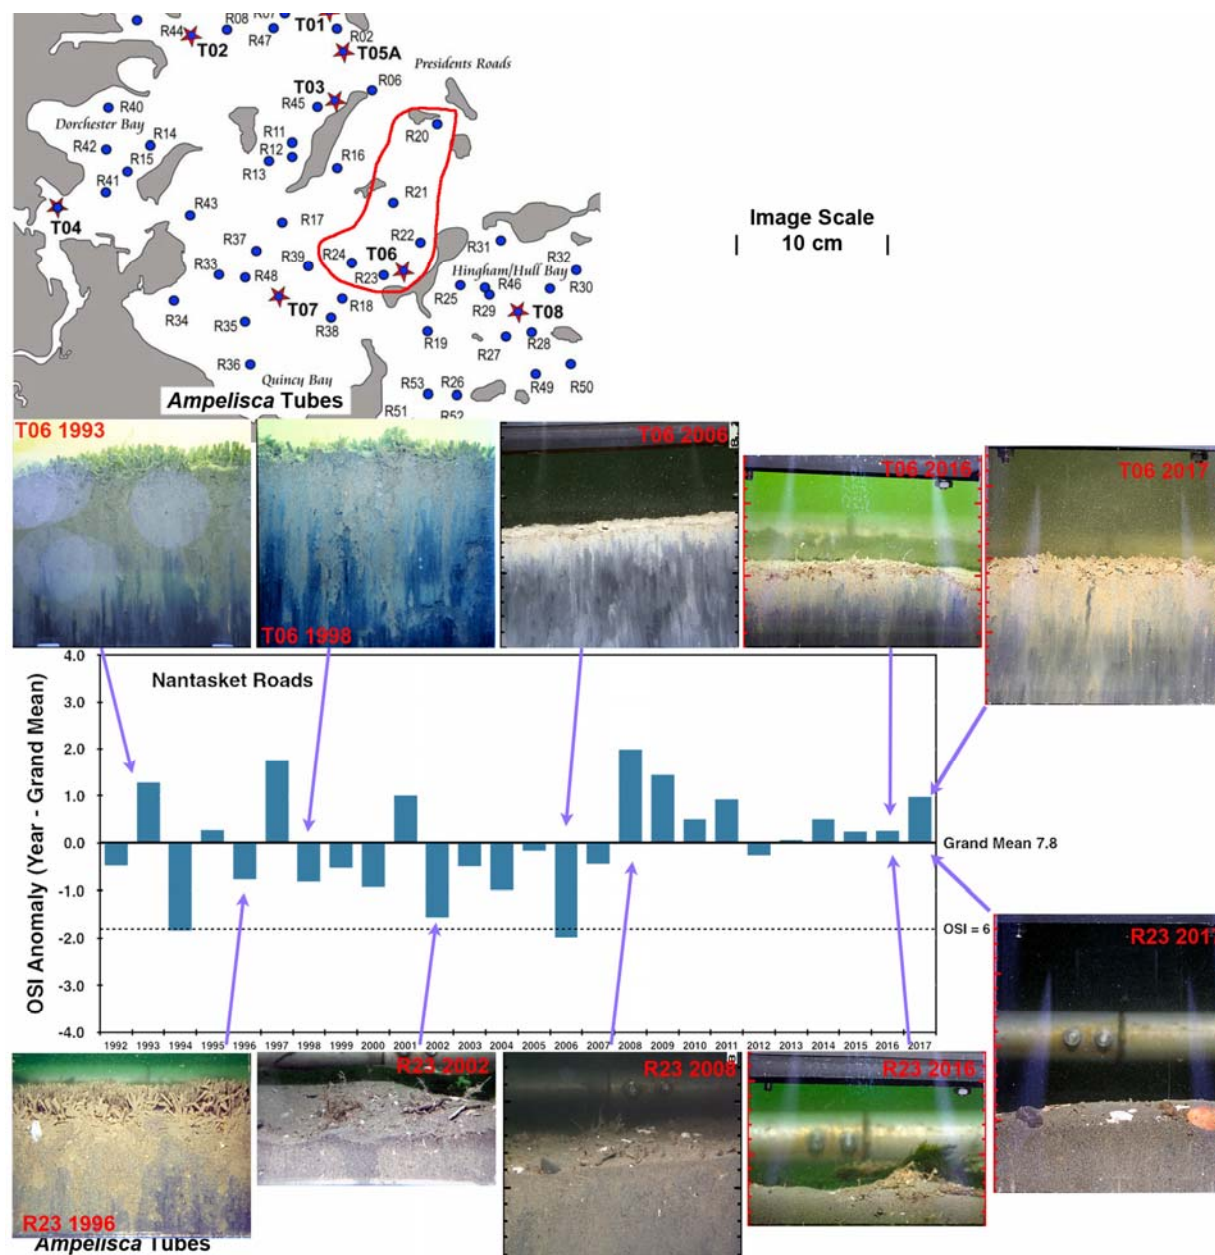 R07
T01
R44
R08
R47
R02
T02
T05A
Presidents Roads
T03
R06
R45
R40
Dorchester Bay
R20
R42
R14
R11
R12
R15
R13
R16
R41
R21
T04
R43
R17
Image Scale
| 10 cm |
R37
R22
R31
R24
T06
R39
R33
R48
R23
Hingham/Hull Bay
R32
R25
R46
R30
R34
T07
R18
R29
T08
R35
R38
R19
R27
R28
R36
Quincy Bay
R53
R26
R49
R50
Ampelisca Tubes
R51
R52
T06 1993
T06 1998
T06 2006
T06 2016
T06 2017
OSI Anomaly (Year - Grand Mean)
4.0
Nantasket Roads
3.0
2.0
1.0
0.0
Grand Mean 7.8
-1.0
OSI = 6
-2.0
-3.0
-4.0
1992 1993 1994 1995 1996 1997 1998 1999 2000 2001 2002 2003 2004 2005 2006 2007 2008 2009 2010 2011 2012 2013 2014 2015 2016 2017
R23 1996
R23 2002
R23 2008
R23 2016
R23 2017
Ampelisca Tubes